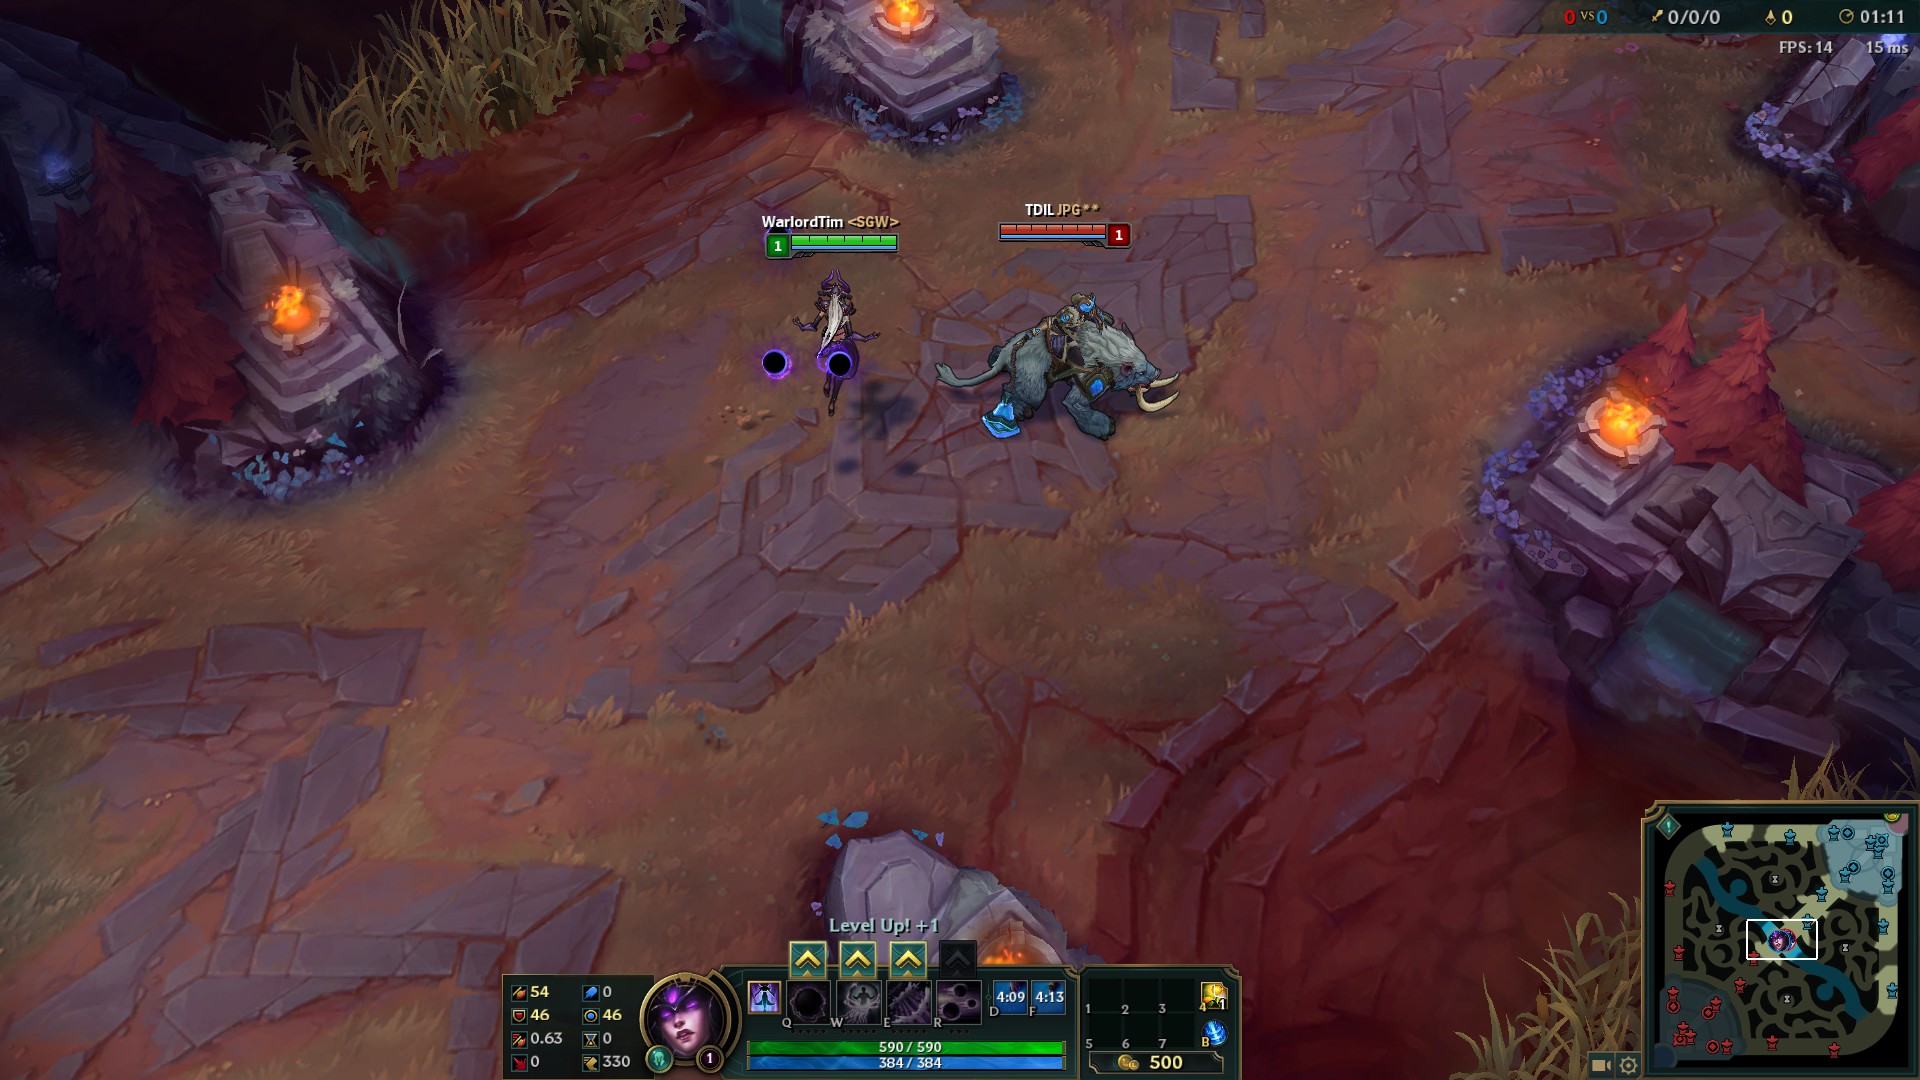 0 VS 0 0/0/0 0 01:11
FPS: 14 15 ms
TDIL JPG**
WarlordTim <SGW>
1
1
Level Up! +1
54 0
46 46
0.63 0
0 330
1
Q W E R
4:09 4:13
D F
1 2 3 4 1
5 6 7 B
590 / 590
384 / 384
500